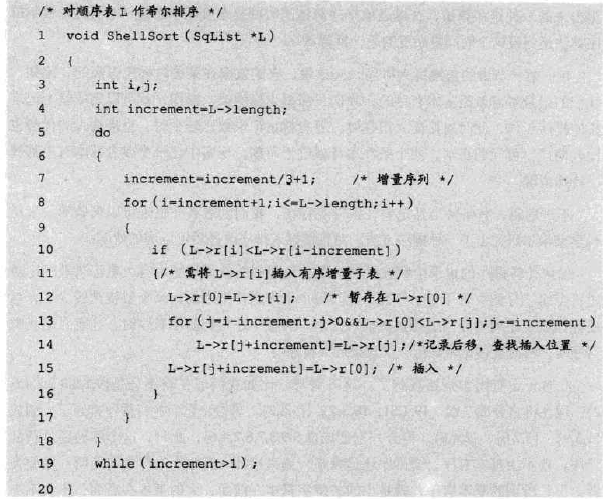 /* 对顺序表L作希尔排序 */
1 void ShellSort(SqList *L)
2 {
3 int i,j;
4 int increment=L->length;
5 do
6 {
7 increment=increment/3+1; /* 增量序列 */
8 for(i=increment+1;i<=L->length;i++)
9 {
10 if (L->r[i]<L->r[i-increment])
11 {/* 需将L->r[i]插入有序增量子表 */
12 L->r[0]=L->r[i]; /* 暂存在L->r[0] */
13 for(j=i-increment;j>0&&L->r[0]<L->r[j];j-=increment)
14 L->r[j+increment]=L->r[j];/*记录后移，查找插入位置 */
15 L->r[j+increment]=L->r[0]; /* 插入 */
16 }
17 }
18
19 while(increment>1);
20 }